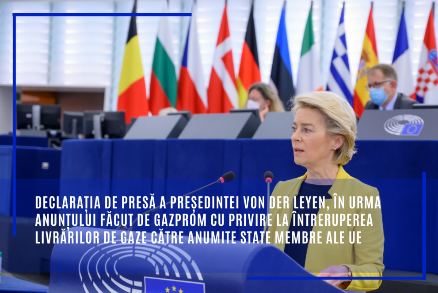 DECLARAȚIA DE PRESĂ A PREȘEDINTEI VON DER LEYEN, ÎN URMA
ANUNȚULUI FĂCUT DE GAZPROM CU PRIVIRE LA ÎNTRERUPEREA
LIVRĂRILOR DE GAZE CĂTRE ANUMITE STATE MEMBRE ALE UE